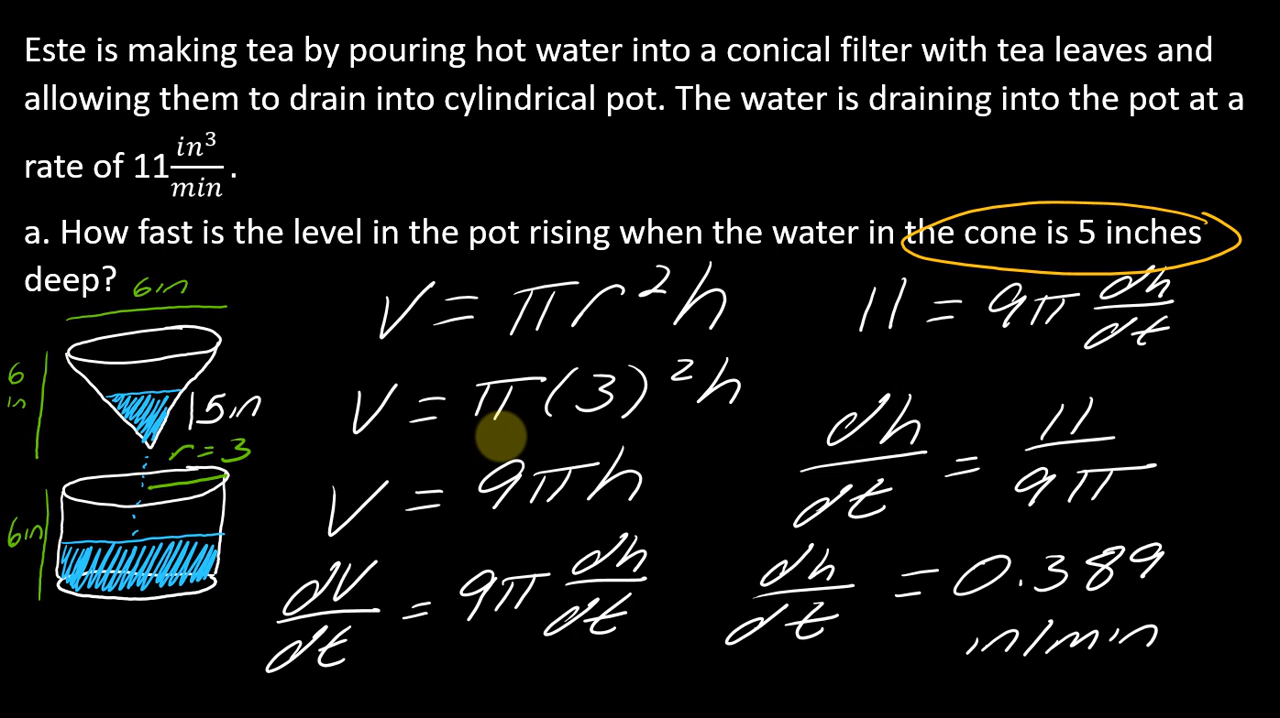 Este is making tea by pouring hot water into a conical filter with tea leaves and
allowing them to drain into cylindrical pot. The water is draining into the pot at a
rate of 11 in³/min .
a. How fast is the level in the pot rising when the water in the cone is 5 inches
deep?
6in
6 in
5in
r = 3
6in
V = πr²h
V = π(3)²h
V = 9πh
dV/dt = 9π dh/dt
11 = 9π dh/dt
dh/dt = 11/9π
dh/dt = 0.389
in/min